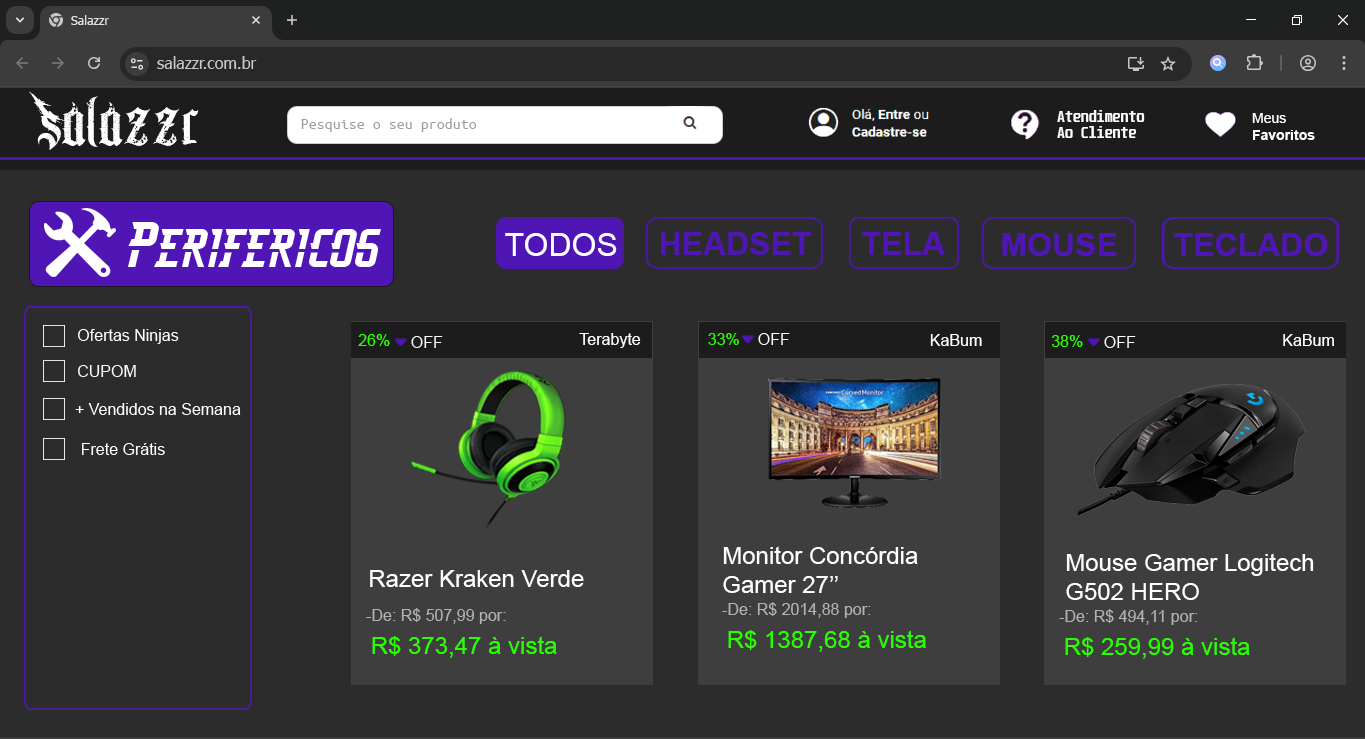 Salazzr
salazzr.com.br
Salazzr
Pesquise o seu produto
Olá, Entre ou
Cadastre-se
Atendimento
Ao Cliente
Meus
Favoritos
PERIFERICOS
TODOS
HEADSET
TELA
MOUSE
TECLADO
Ofertas Ninjas
CUPOM
+ Vendidos na Semana
Frete Grátis
26% OFF
Terabyte
Razer Kraken Verde
-De: R$ 507,99 por:
R$ 373,47 à vista
33% OFF
KaBum
SAMSUNG Curved Monitor
Monitor Concórdia
Gamer 27’’
-De: R$ 2014,88 por:
R$ 1387,68 à vista
38% OFF
KaBum
Mouse Gamer Logitech
G502 HERO
-De: R$ 494,11 por:
R$ 259,99 à vista